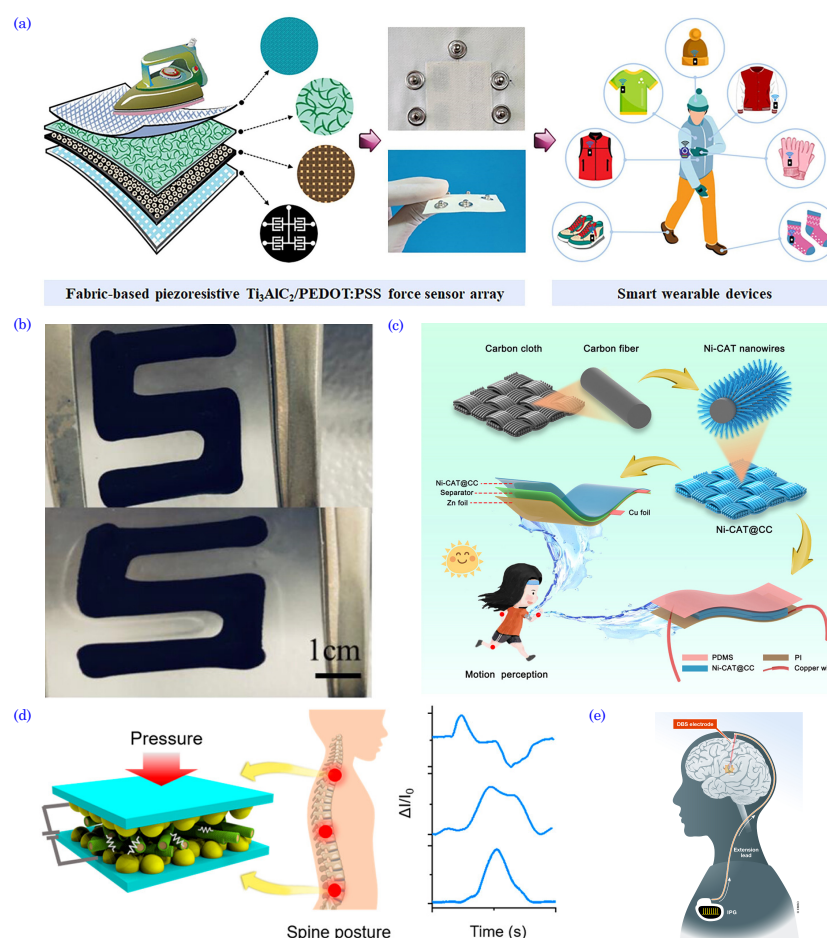 (a)
Fabric-based piezoresistive Ti₃AlC₂/PEDOT:PSS force sensor array
Smart wearable devices
(b)
1cm
(c)
Carbon cloth
Carbon fiber
Ni-CAT nanowires
Ni-CAT@CC
Separator
Zn foil
Cu foil
Ni-CAT@CC
Motion perception
PDMS
PI
Ni-CAT@CC
Copper wi
(d)
Pressure
Spine posture
ΔI/I₀
Time (s)
(e)
DBS electrode
Extension
lead
IPG